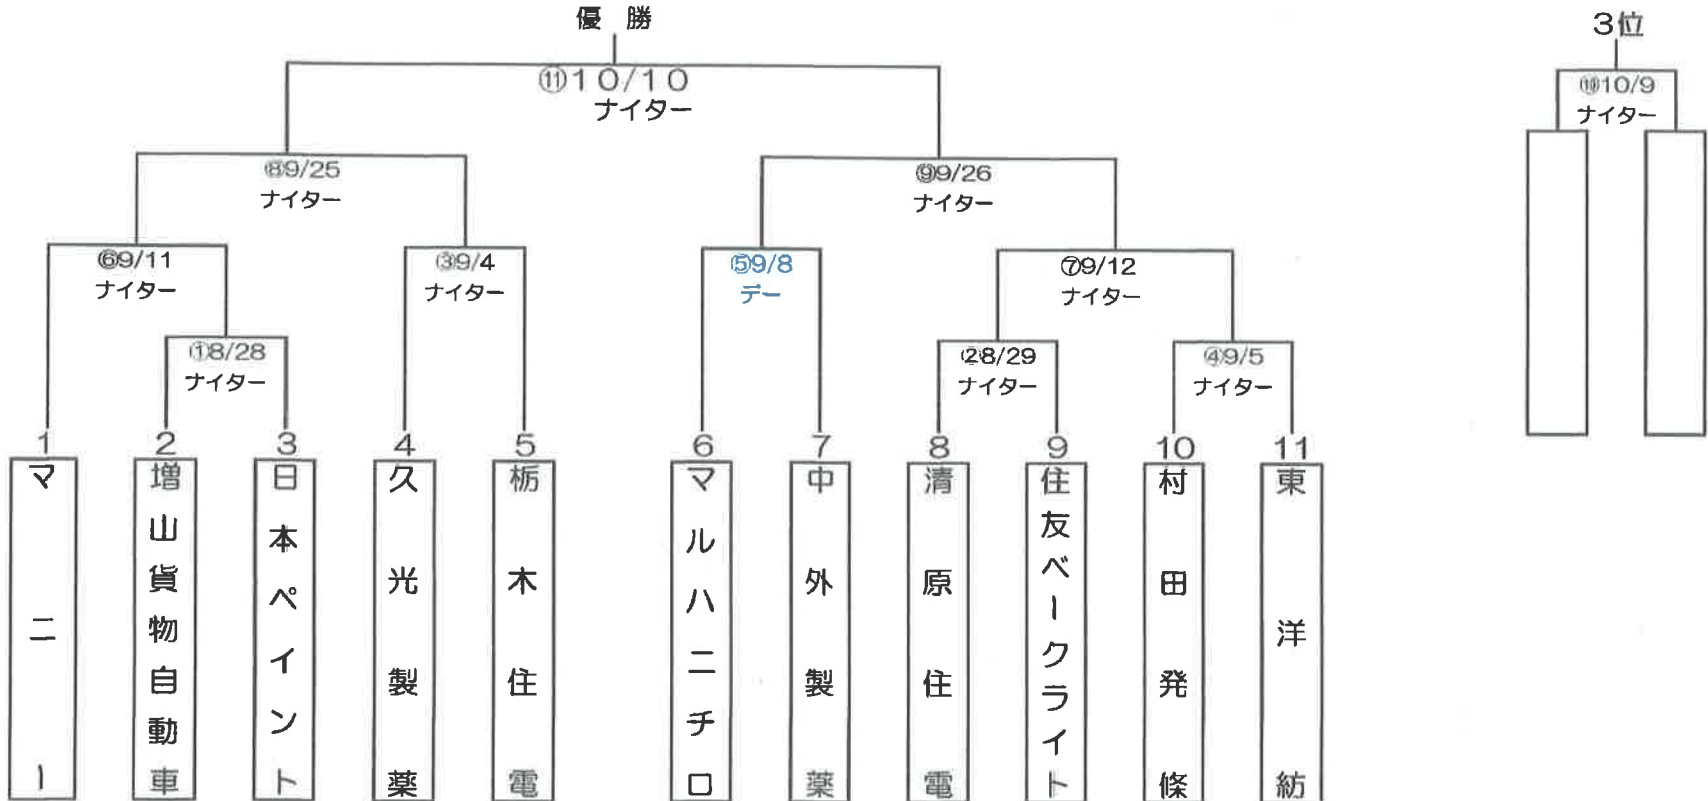 優 勝
3位
⑪10/10
ナイター
⑩10/9
ナイター
⑧9/25
ナイター
⑨9/26
ナイター
⑥9/11
ナイター
③9/4
ナイター
⑤9/8
デー
⑦9/12
ナイター
①8/28
ナイター
②8/29
ナイター
④9/5
ナイター
1
2
3
4
5
6
7
8
9
10
11
マニー
増山貨物自動車
日本ペイント
久光製薬
栃木住電
マルハニチロ
中外製薬
清原住電
住友ベークライト
村田発條
東洋紡